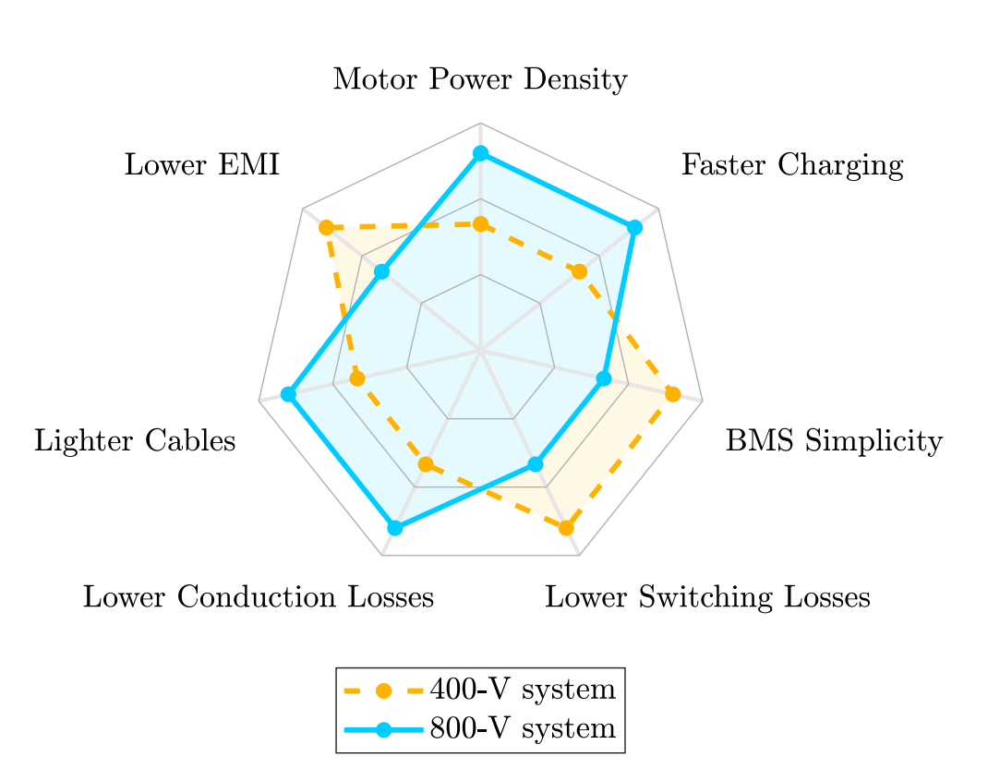 Motor Power Density
Lower EMI
Faster Charging
Lighter Cables
BMS Simplicity
Lower Conduction Losses
Lower Switching Losses
400-V system
800-V system